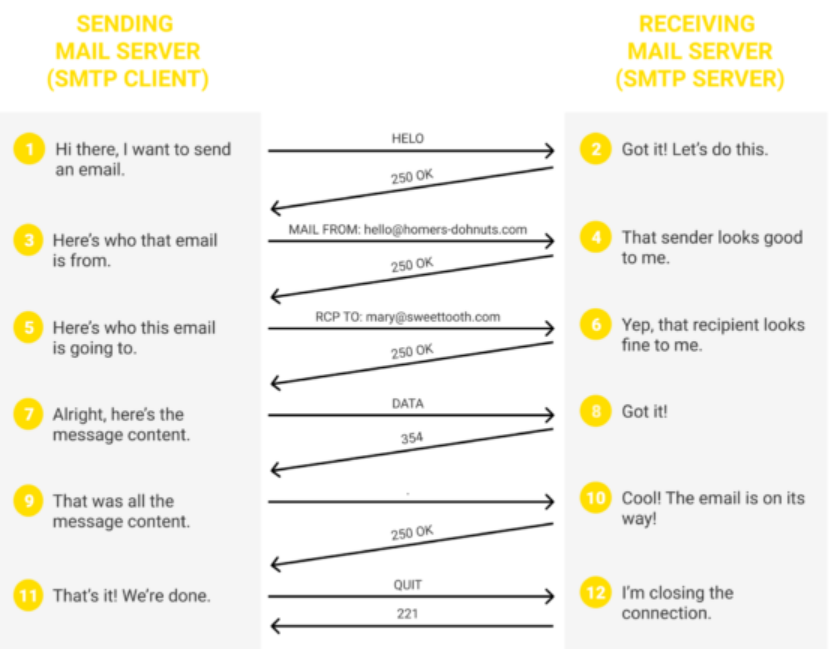 SENDING
MAIL SERVER
(SMTP CLIENT)
RECEIVING
MAIL SERVER
(SMTP SERVER)
1 Hi there, I want to send
an email.
HELO
2 Got it! Let's do this.
250 OK
3 Here's who that email
is from.
MAIL FROM: hello@homers-dohnuts.com
4 That sender looks good
to me.
250 OK
5 Here's who this email
is going to.
RCP TO: mary@sweettooth.com
6 Yep, that recipient looks
fine to me.
250 OK
7 Alright, here's the
message content.
DATA
8 Got it!
354
9 That was all the
message content.
.
10 Cool! The email is on its
way!
250 OK
11 That's it! We're done.
QUIT
12 I'm closing the
connection.
221